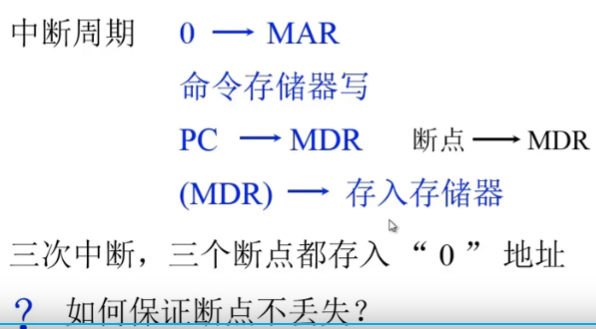 中断周期 0 → MAR
命令存储器写
PC → MDR 断点 → MDR
(MDR) → 存入存储器
三次中断，三个断点都存入 “ 0 ” 地址
? 如何保证断点不丢失？